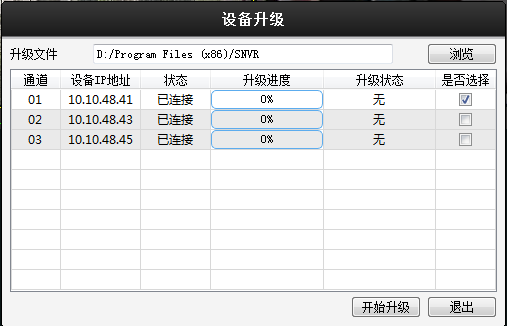 设备升级
升级文件 D:/Program Files (x86)/SNVR 浏览
通道 设备IP地址 状态 升级进度 升级状态 是否选择
01 10.10.48.41 已连接 0% 无
02 10.10.48.43 已连接 0% 无
03 10.10.48.45 已连接 0% 无
开始升级 退出